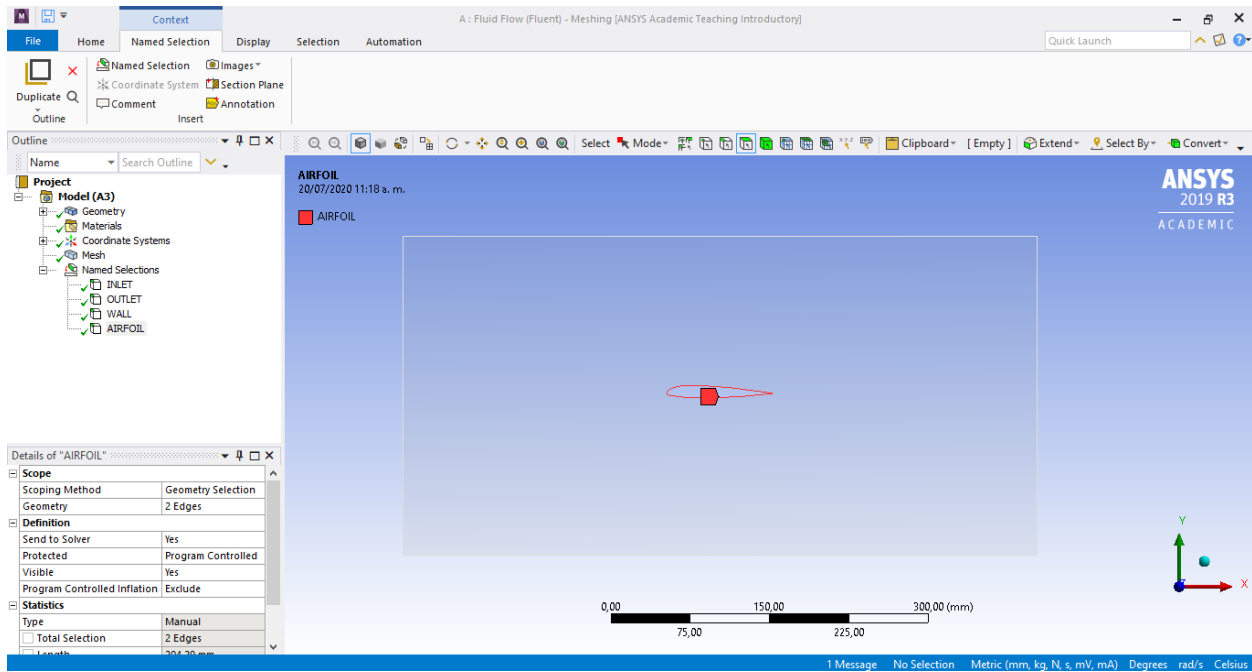 M
Context
A : Fluid Flow (Fluent) - Meshing [ANSYS Academic Teaching Introductory]
File Home Named Selection Display Selection Automation
Quick Launch
Named Selection Images Duplicate
Coordinate System Section Plane
Comment Annotation
Outline Insert
Outline
Name Search Outline
Select Mode Clipboard [ Empty ] Extend Select By Convert
Project
Model (A3)
Geometry
Materials
Coordinate Systems
Mesh
Named Selections
INLET
OUTLET
WALL
AIRFOIL
Details of "AIRFOIL"
Scope
Scoping Method Geometry Selection
Geometry 2 Edges
Definition
Send to Solver Yes
Protected Program Controlled
Visible Yes
Program Controlled Inflation Exclude
Statistics
Type Manual
Total Selection 2 Edges
AIRFOIL
20/07/2020 11:18 a. m.
AIRFOIL
ANSYS
2019 R3
ACADEMIC
Y
X
0,00 150,00 300,00 (mm)
75,00 225,00
1 Message No Selection Metric (mm, kg, N, s, mV, mA) Degrees rad/s Celsius